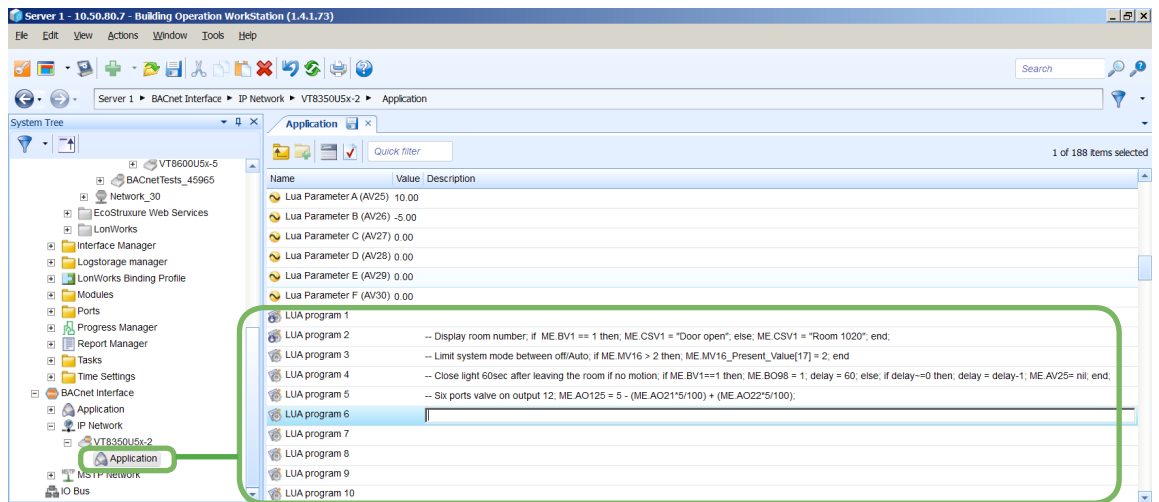 Server 1 - 10.50.80.7 - Building Operation WorkStation (1.4.1.73)
File Edit View Actions Window Tools Help
Search
Server 1 ▸ BACnet Interface ▸ IP Network ▸ VT8350U5x-2 ▸ Application
System Tree
Application
Quick filter
1 of 188 items selected
VT8600U5x-5
BACnetTests_45965
Network_30
EcoStruxure Web Services
LonWorks
Interface Manager
Logstorage manager
LonWorks Binding Profile
Modules
Ports
Progress Manager
Report Manager
Tasks
Time Settings
BACnet Interface
Application
IP Network
VT8350U5x-2
Application
MSTP Network
IO Bus
Name Value Description
Lua Parameter A (AV25) 10.00
Lua Parameter B (AV26) -5.00
Lua Parameter C (AV27) 0.00
Lua Parameter D (AV28) 0.00
Lua Parameter E (AV29) 0.00
Lua Parameter F (AV30) 0.00
LUA program 1
LUA program 2 -- Display room number; if ME.BV1 == 1 then; ME.CSV1 = "Door open"; else; ME.CSV1 = "Room 1020"; end;
LUA program 3 -- Limit system mode between off/Auto; if ME.MV16 > 2 then; ME.MV16_Present_Value[17] = 2; end
LUA program 4 -- Close light 60sec after leaving the room if no motion; if ME.BV1==1 then; ME.BO98 = 1; delay = 60; else; if delay~=0 then; delay = delay-1; ME.AV25= nil; end;
LUA program 5 -- Six ports valve on output 12; ME.AO125 = 5 - (ME.AO21*5/100) + (ME.AO22*5/100);
LUA program 6
LUA program 7
LUA program 8
LUA program 9
LUA program 10